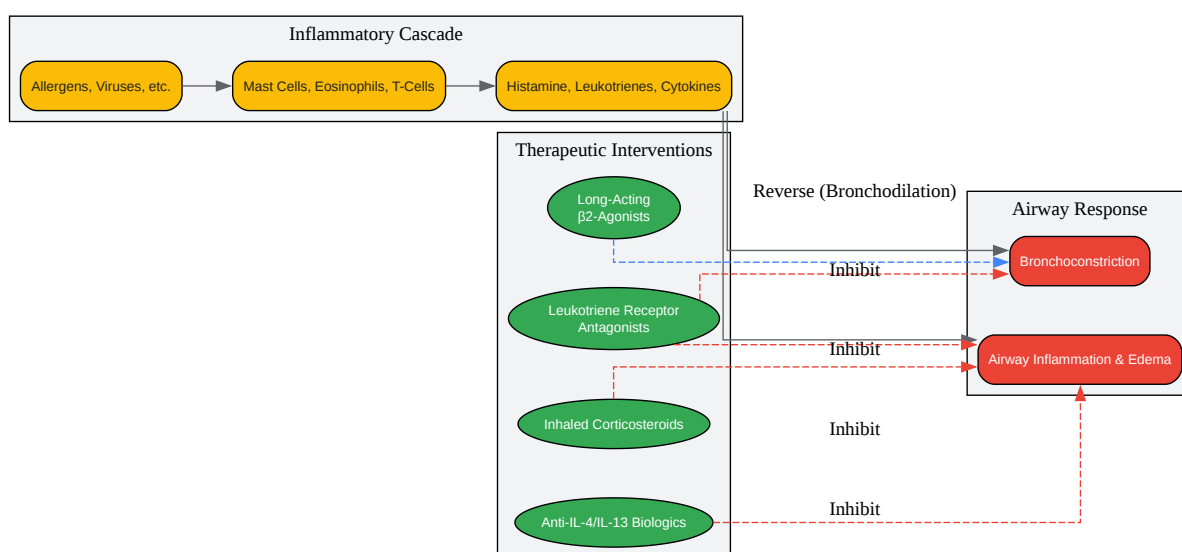 Inflammatory Cascade
Allergens, Viruses, etc.
Mast Cells, Eosinophils, T-Cells
Histamine, Leukotrienes, Cytokines
Therapeutic Interventions
Long-Acting
β2-Agonists
Reverse (Bronchodilation)
Airway Response
Bronchoconstriction
Inhibit
Leukotriene Receptor
Antagonists
Inhibit
Airway Inflammation & Edema
Inhaled Corticosteroids
Inhibit
Anti-IL-4/IL-13 Biologics
Inhibit